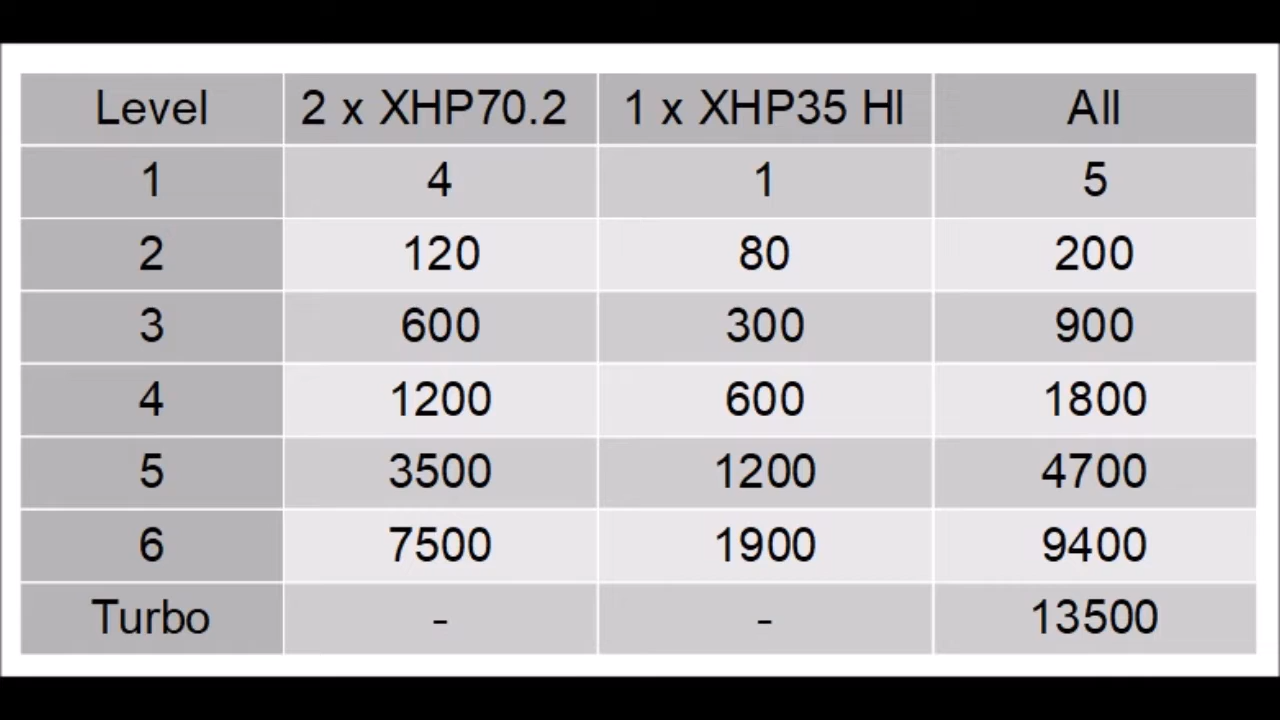 Level 2 x XHP70.2 1 x XHP35 HI All
1 4 1 5
2 120 80 200
3 600 300 900
4 1200 600 1800
5 3500 1200 4700
6 7500 1900 9400
Turbo - - 13500